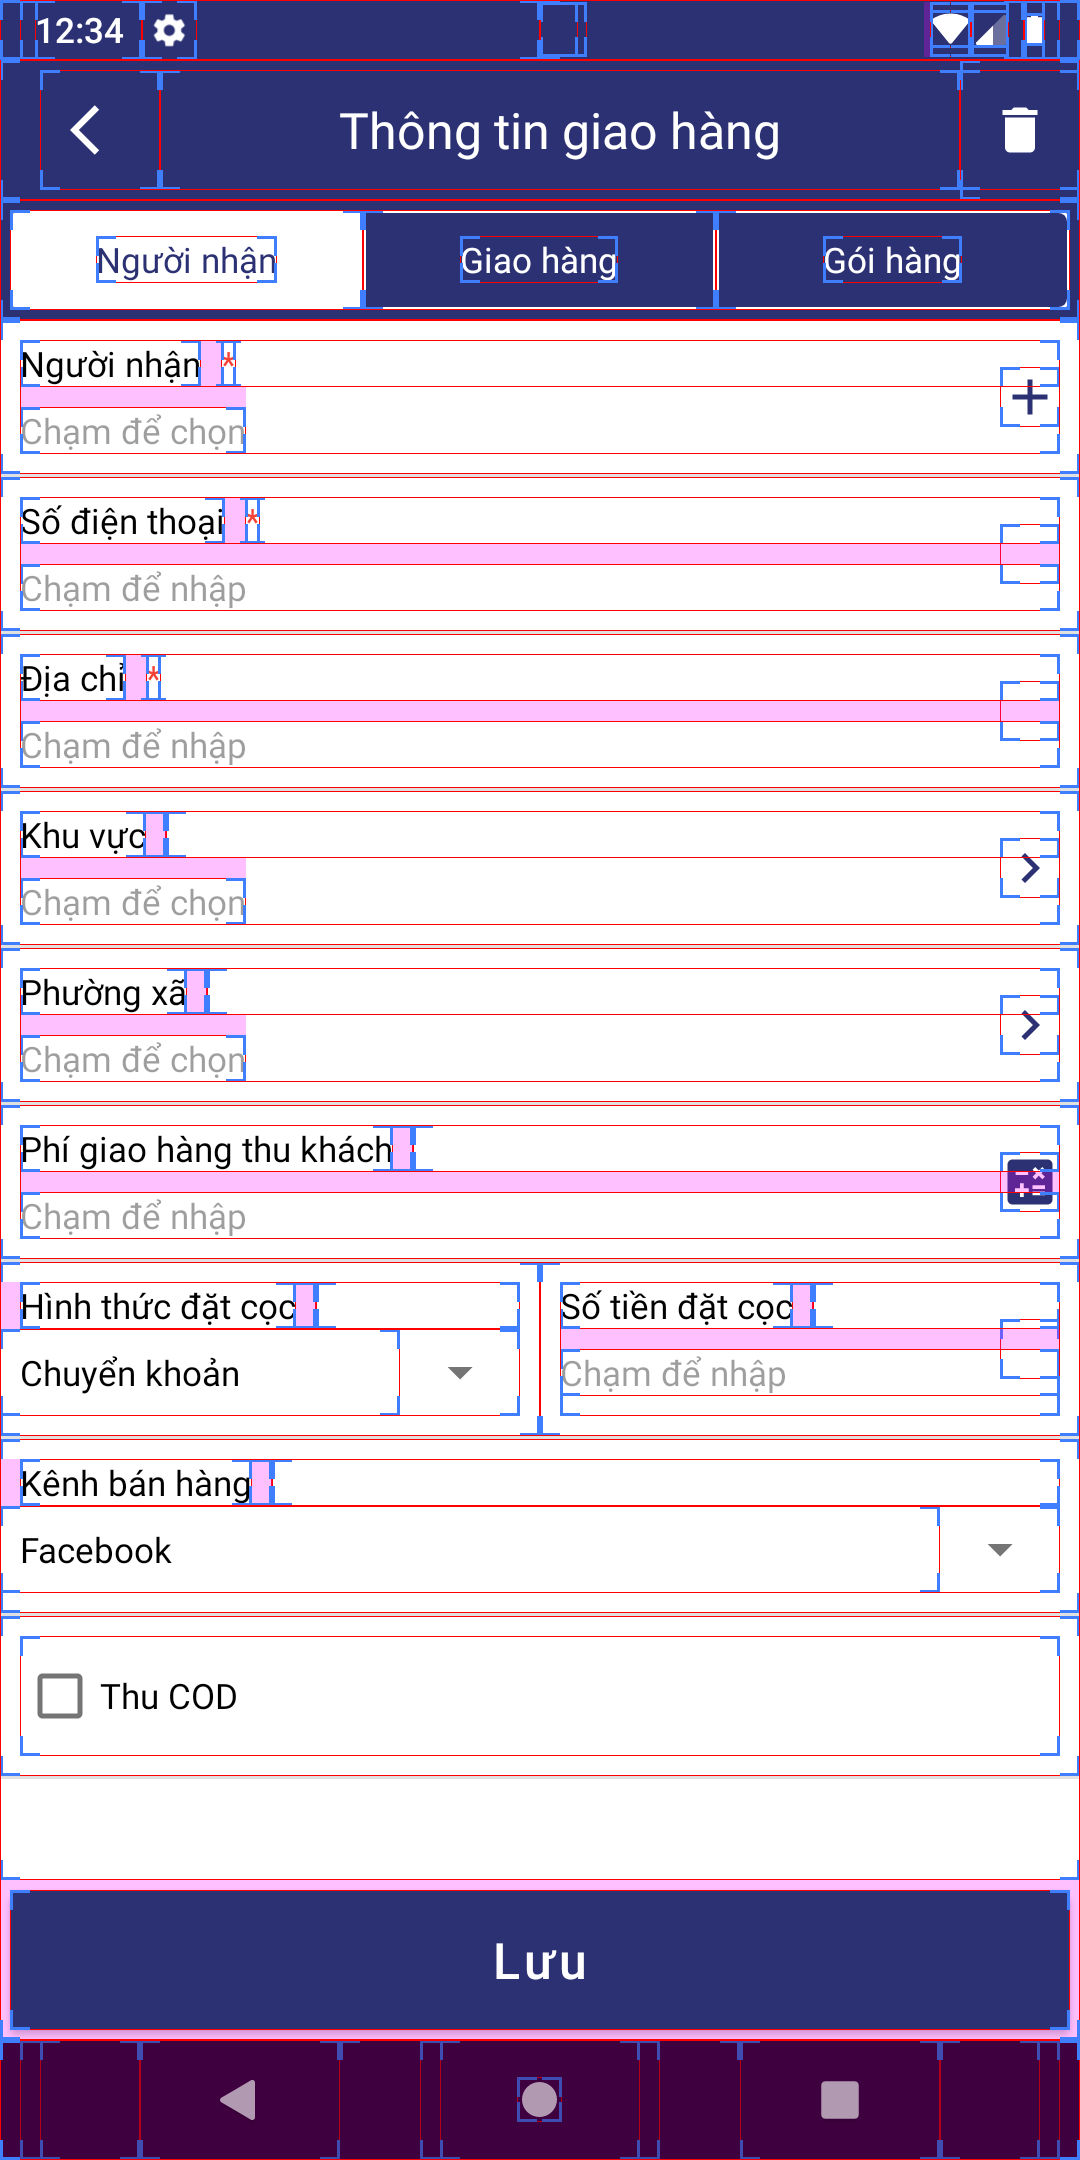 12:34
Thông tin giao hàng
Người nhận
Giao hàng
Gói hàng
Người nhận *
Chạm để chọn
Số điện thoại *
Chạm để nhập
Địa chỉ *
Chạm để nhập
Khu vực
Chạm để chọn
Phường xã
Chạm để chọn
Phí giao hàng thu khách
Chạm để nhập
Hình thức đặt cọc
Chuyển khoản
Số tiền đặt cọc
Chạm để nhập
Kênh bán hàng
Facebook
Thu COD
Lưu